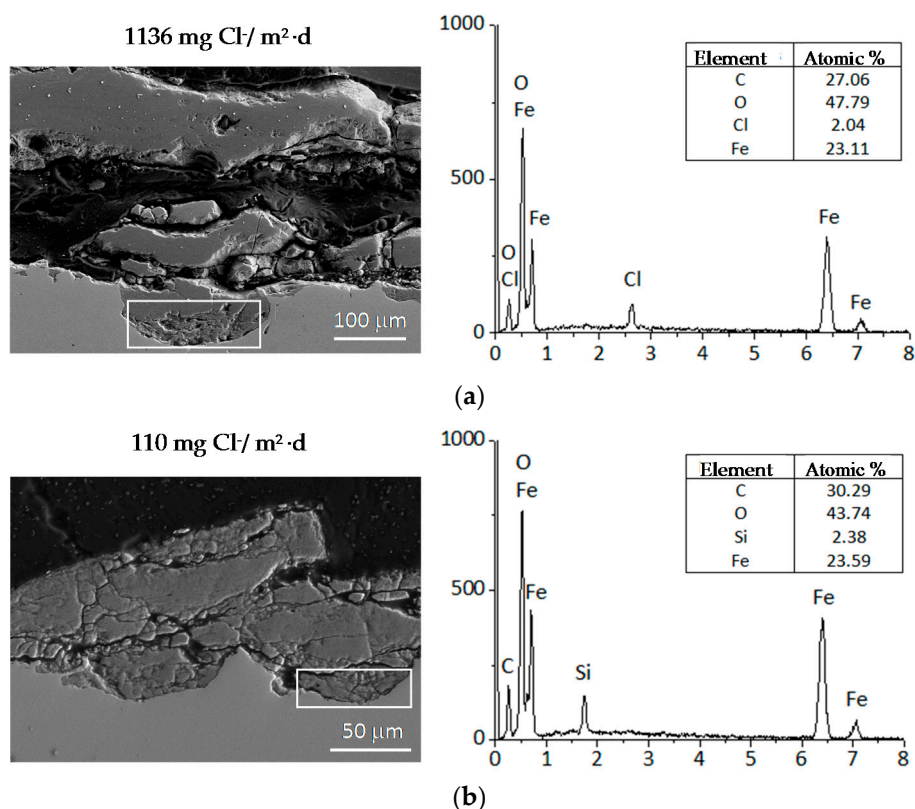 1136 mg Cl-/ m²·d
100 µm
1000
500
0
O
Fe
Fe
O
Cl
Cl
Fe
Fe
0 1 2 3 4 5 6 7 8
Element Atomic %
C 27.06
O 47.79
Cl 2.04
Fe 23.11
(a)
110 mg Cl-/ m²·d
50 µm
1000
500
0
O
Fe
Fe
C
Si
Fe
Fe
0 1 2 3 4 5 6 7 8
Element Atomic %
C 30.29
O 43.74
Si 2.38
Fe 23.59
(b)